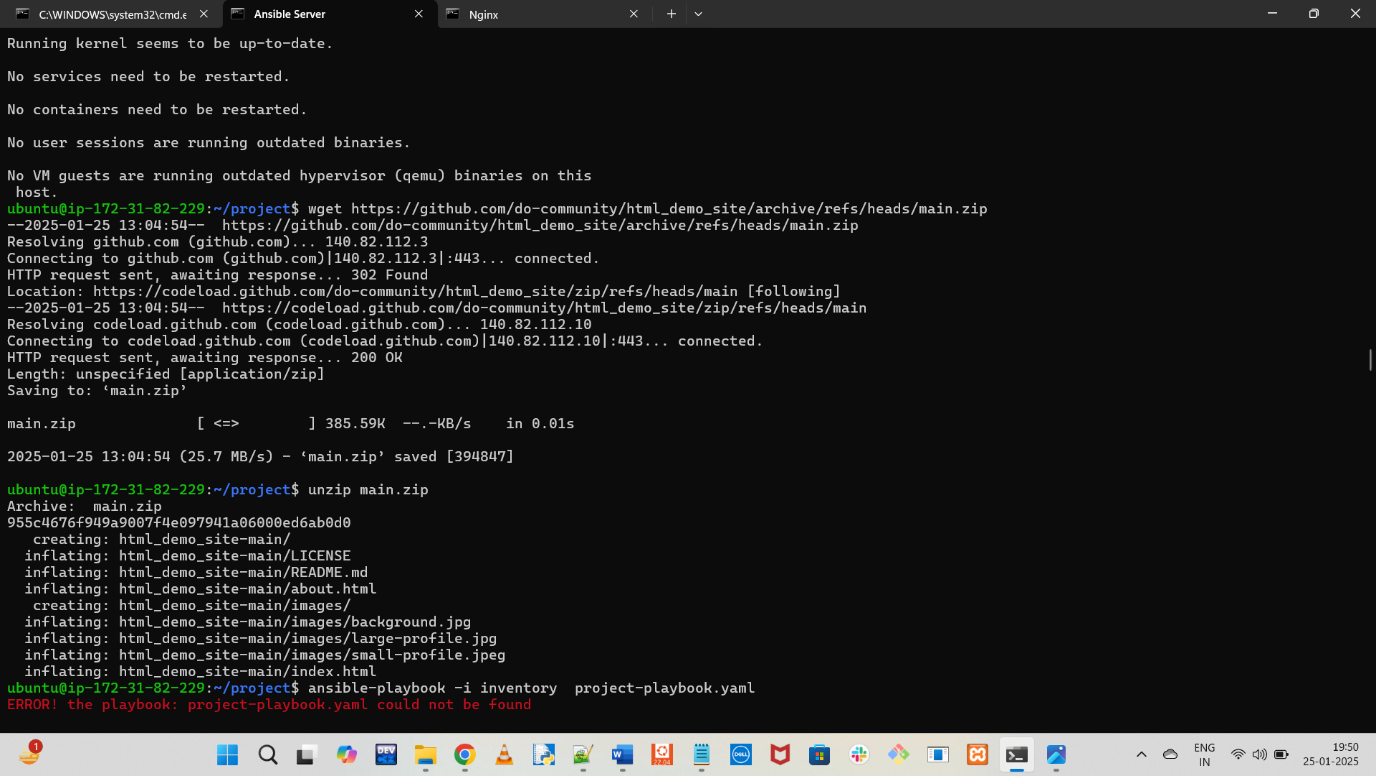 C:\WINDOWS\system32\cmd.e
Ansible Server
Nginx
Running kernel seems to be up-to-date.
No services need to be restarted.
No containers need to be restarted.
No user sessions are running outdated binaries.
No VM guests are running outdated hypervisor (qemu) binaries on this
host.
ubuntu@ip-172-31-82-229:~/project$ wget https://github.com/do-community/html_demo_site/archive/refs/heads/main.zip
--2025-01-25 13:04:54--  https://github.com/do-community/html_demo_site/archive/refs/heads/main.zip
Resolving github.com (github.com)... 140.82.112.3
Connecting to github.com (github.com)|140.82.112.3|:443... connected.
HTTP request sent, awaiting response... 302 Found
Location: https://codeload.github.com/do-community/html_demo_site/zip/refs/heads/main [following]
--2025-01-25 13:04:54--  https://codeload.github.com/do-community/html_demo_site/zip/refs/heads/main
Resolving codeload.github.com (codeload.github.com)... 140.82.112.10
Connecting to codeload.github.com (codeload.github.com)|140.82.112.10|:443... connected.
HTTP request sent, awaiting response... 200 OK
Length: unspecified [application/zip]
Saving to: ‘main.zip’
main.zip              [ <=>        ] 385.59K  --.-KB/s    in 0.01s
2025-01-25 13:04:54 (25.7 MB/s) - ‘main.zip’ saved [394847]
ubuntu@ip-172-31-82-229:~/project$ unzip main.zip
Archive:  main.zip
955c4676f949a9007f4e097941a06000ed6ab0d0
creating: html_demo_site-main/
inflating: html_demo_site-main/LICENSE
inflating: html_demo_site-main/README.md
inflating: html_demo_site-main/about.html
creating: html_demo_site-main/images/
inflating: html_demo_site-main/images/background.jpg
inflating: html_demo_site-main/images/large-profile.jpg
inflating: html_demo_site-main/images/small-profile.jpeg
inflating: html_demo_site-main/index.html
ubuntu@ip-172-31-82-229:~/project$ ansible-playbook -i inventory  project-playbook.yaml
ERROR! the playbook: project-playbook.yaml could not be found
1
DEV
22.04
DELL
ENG
IN
19:50
25-01-2025